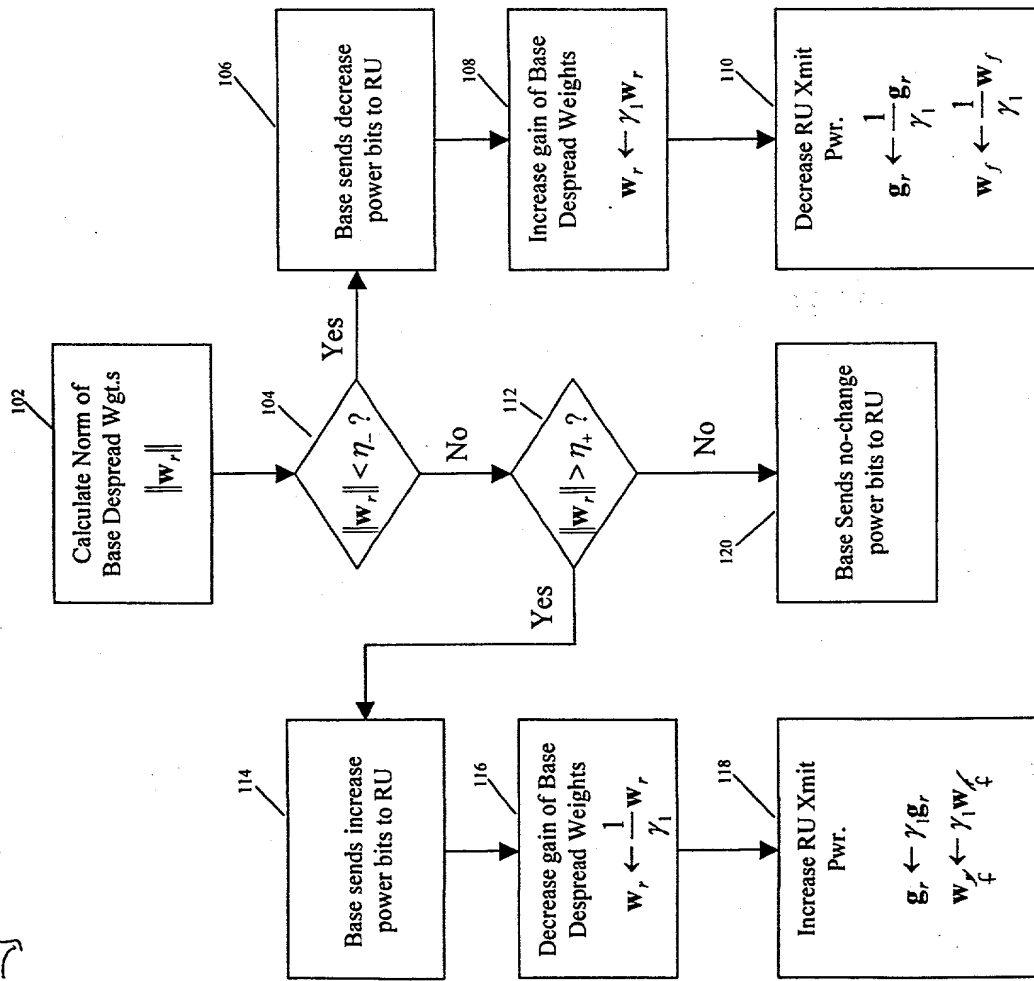 102
Calculate Norm of
Base Despread Wgt.s
‖w_r‖
104
‖w_r‖ < η_- ?
Yes
No
106
Base sends decrease
power bits to RU
108
Increase gain of Base
Despread Weights
w_r ← γ_1 w_r
110
Decrease RU Xmit
Pwr.
g_r ← 1/γ_1 g_r
w_f ← 1/γ_1 w_f
112
‖w_r‖ > η_+ ?
Yes
No
114
Base sends increase
power bits to RU
116
Decrease gain of Base
Despread Weights
w_r ← 1/γ_1 w_r
118
Increase RU Xmit
Pwr.
g_r ← γ_1 g_r
w_f ← γ_1 w_f
120
Base Sends no-change
power bits to RU